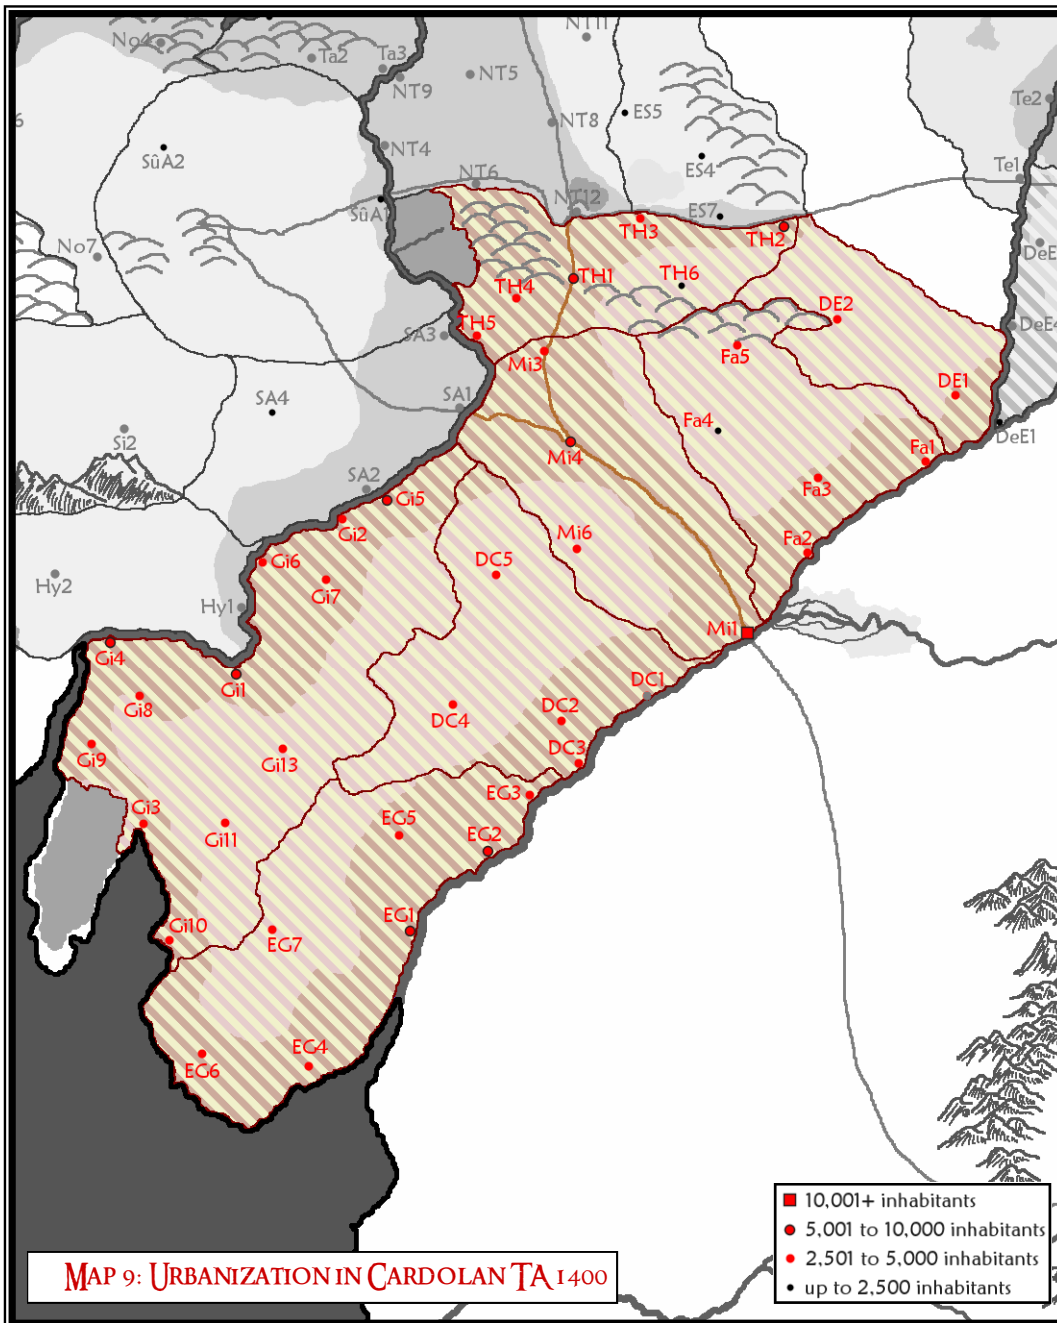 NT11
No4
Ta2
Ta3
NT9
NT5
Te2
6
ES5
NT8
SûA2
NT4
ES4
NT6
Te1
SûA1
NT12
ES7
TH3
TH2
No7
DeE
TH1
TH6
TH4
DE2
TH5
DeE4
SA3
Mi3
Fa5
SA1
SA4
DE1
Fa4
Si2
Mi4
DeE1
Fa1
SA2
Gi5
Fa3
Gi2
Mi6
Fa2
Gi6
DC5
Hy2
Gi7
Hy1
Mi1
Gi4
Gi1
DC1
Gi8
DC2
DC4
Gi9
Gi13
DC3
EG3
Gi3
EG5
Gi11
EG2
EG1
Gi10
EG7
EG4
EG6
10,001+ inhabitants
5,001 to 10,000 inhabitants
2,501 to 5,000 inhabitants
up to 2,500 inhabitants
Map 9: Urbanization in Cardolan TA 1400